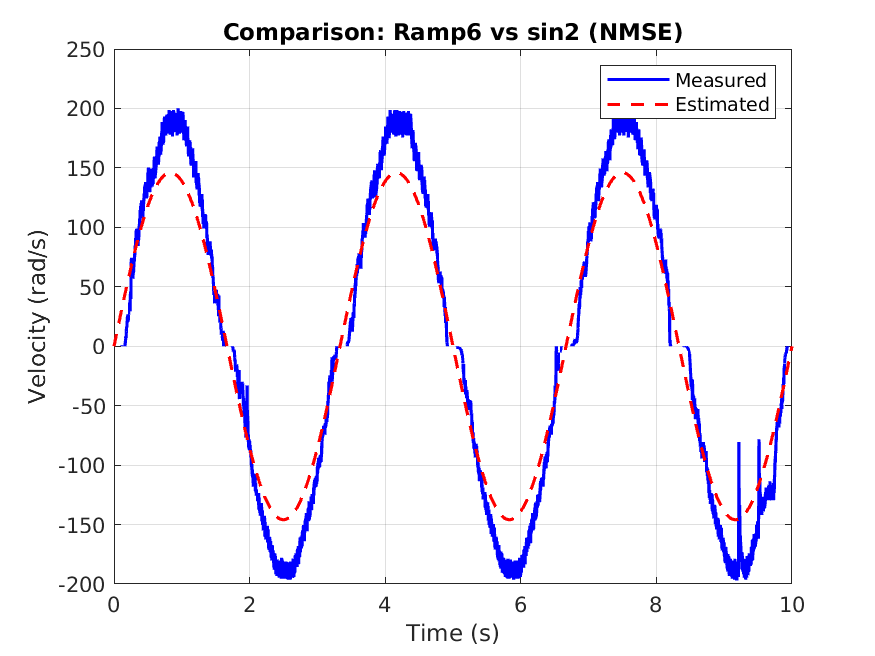 Comparison: Ramp6 vs sin2 (NMSE)
250
200
150
100
50
0
-50
-100
-150
-200
Velocity (rad/s)
Measured
Estimated
0 2 4 6 8 10
Time (s)